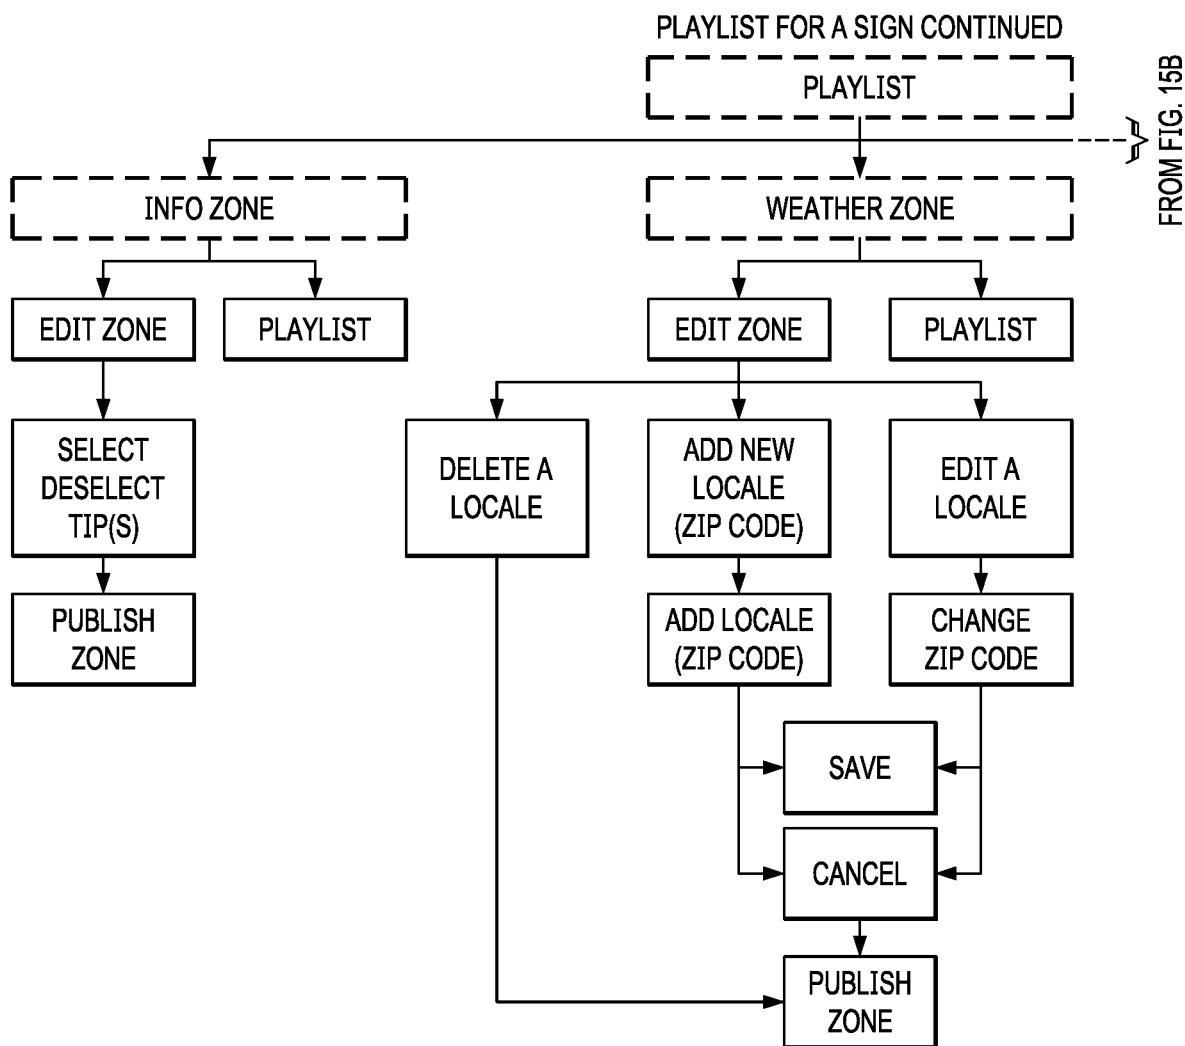 PLAYLIST FOR A SIGN CONTINUED
PLAYLIST
FROM FIG. 15B
INFO ZONE
WEATHER ZONE
EDIT ZONE
PLAYLIST
EDIT ZONE
PLAYLIST
SELECT
DESELECT
TIP(S)
DELETE A
LOCALE
ADD NEW
LOCALE
(ZIP CODE)
EDIT A
LOCALE
PUBLISH
ZONE
ADD LOCALE
(ZIP CODE)
CHANGE
ZIP CODE
SAVE
CANCEL
PUBLISH
ZONE